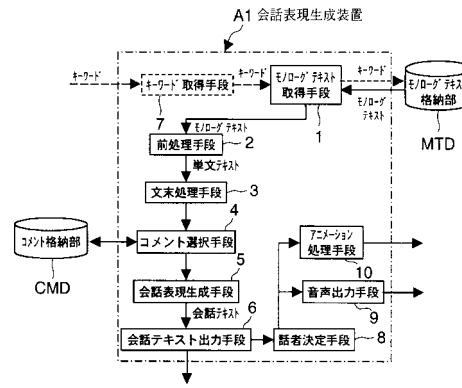 A1 会話表現生成装置
キーワード
キーワード 取得手段
7
キーワード
モノローグテキスト
取得手段
1
キーワード
モノローグ
テキスト
モノローグテキスト
格納部
MTD
モノローグテキスト
前処理手段
2
単文テキスト
文末処理手段
3
コメント格納部
CMD
コメント選択手段
4
会話表現生成手段
5
会話テキスト
会話テキスト出力手段
6
アニメーション
処理手段
10
音声出力手段
9
話者決定手段
8